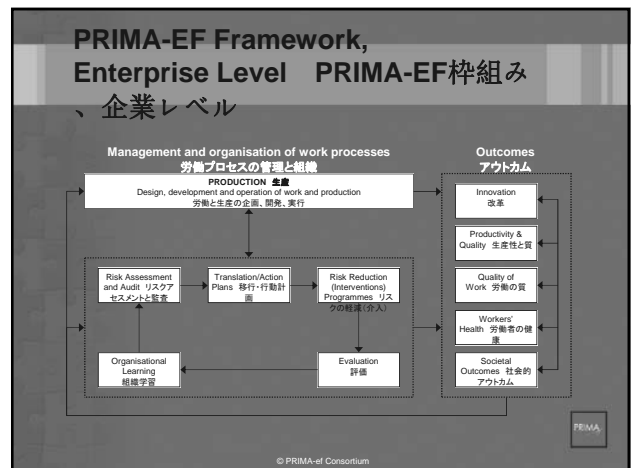 PRIMA-EF Framework,
Enterprise Level PRIMA-EF枠組み
、企業レベル
Management and organisation of work processes
労働プロセスの管理と組織
Outcomes
アウトカム
PRODUCTION 生産
Design, development and operation of work and production
労働と生産の企画、開発、実行
Innovation
改革
Productivity &
Quality 生産性と質
Risk Assessment
and Audit リスクア
セスメントと監査
Translation/Action
Plans 移行・行動計
画
Risk Reduction
(Interventions)
Programmes リス
クの軽減（介入）
Quality of
Work 労働の質
Workers'
Health 労働者の健
康
Organisational
Learning
組織学習
Evaluation
評価
Societal
Outcomes 社会的
アウトカム
PRIMA
© PRIMA-ef Consortium